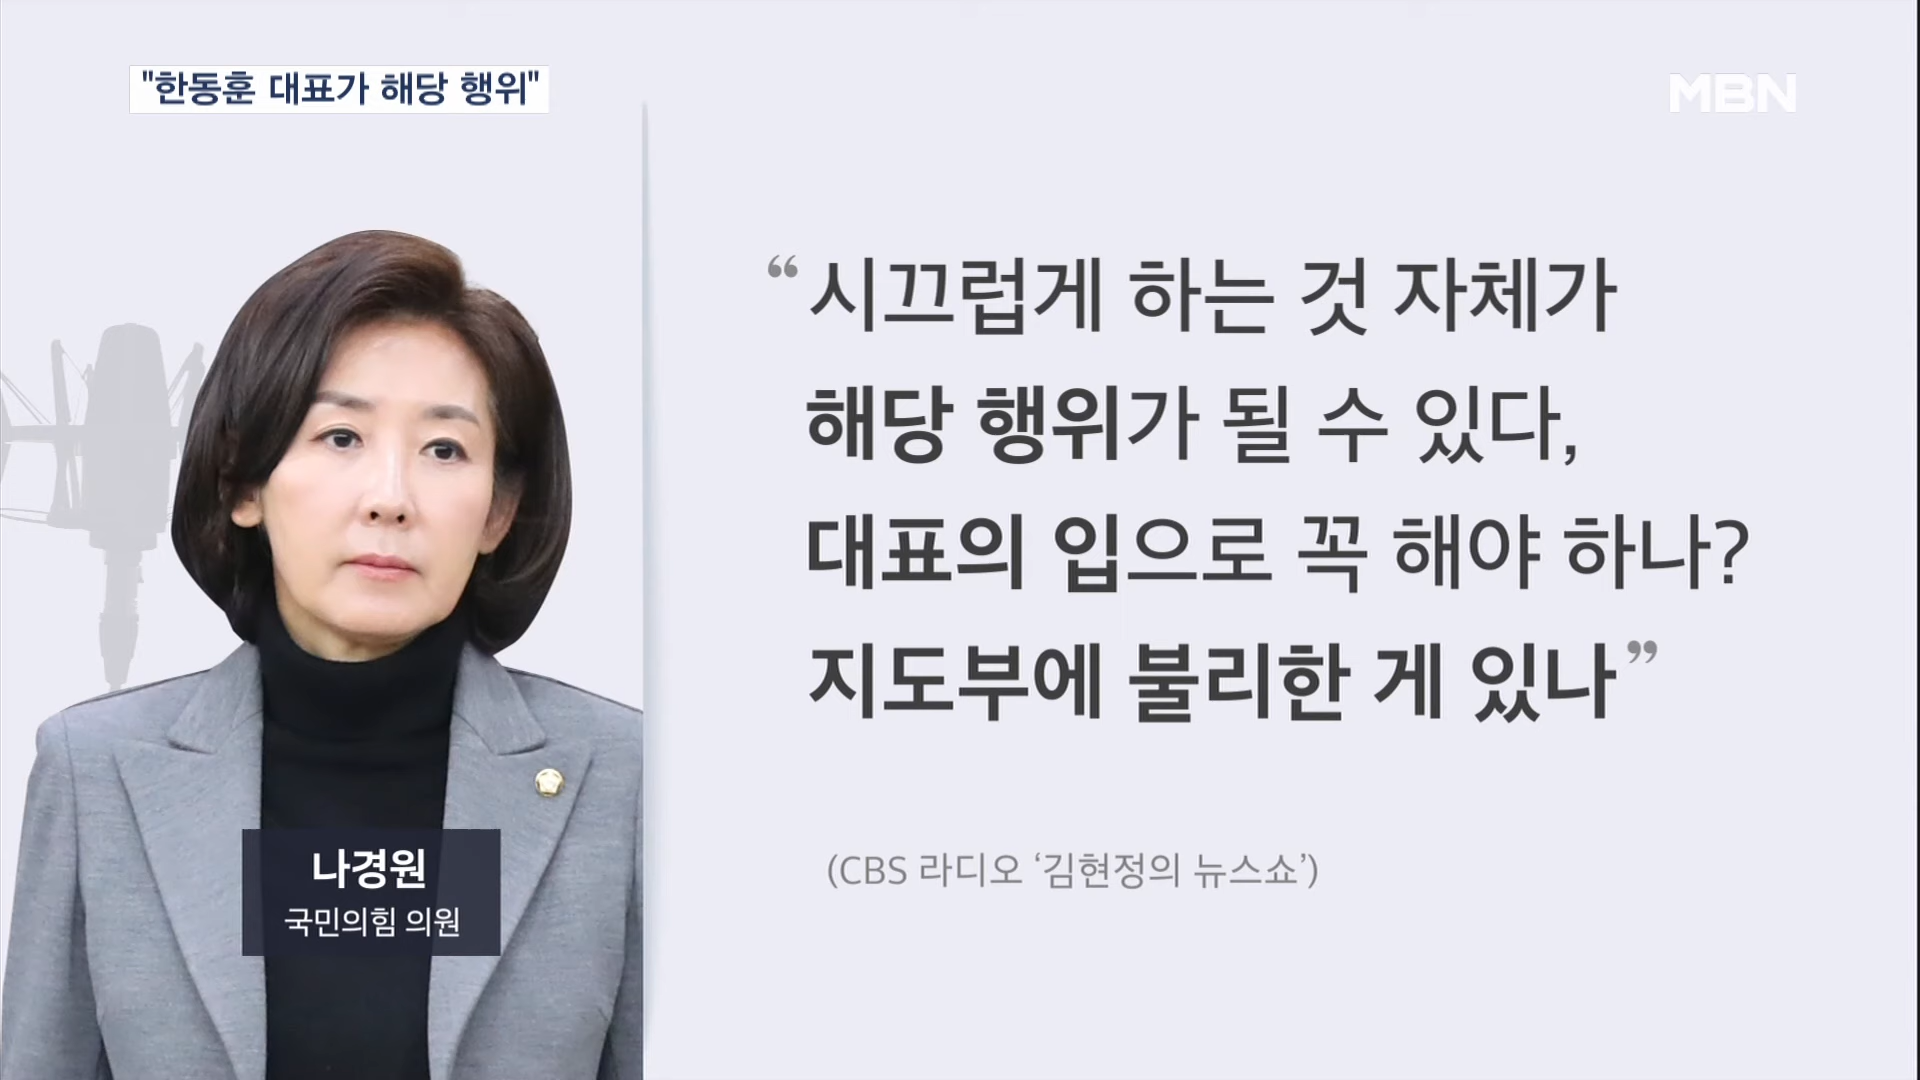 "한동훈 대표가 해당 행위"
MBN
“시끄럽게 하는 것 자체가
해당 행위가 될 수 있다,
대표의 입으로 꼭 해야 하나?
지도부에 불리한 게 있나”
(CBS 라디오 ‘김현정의 뉴스쇼’)
나경원
국민의힘 의원